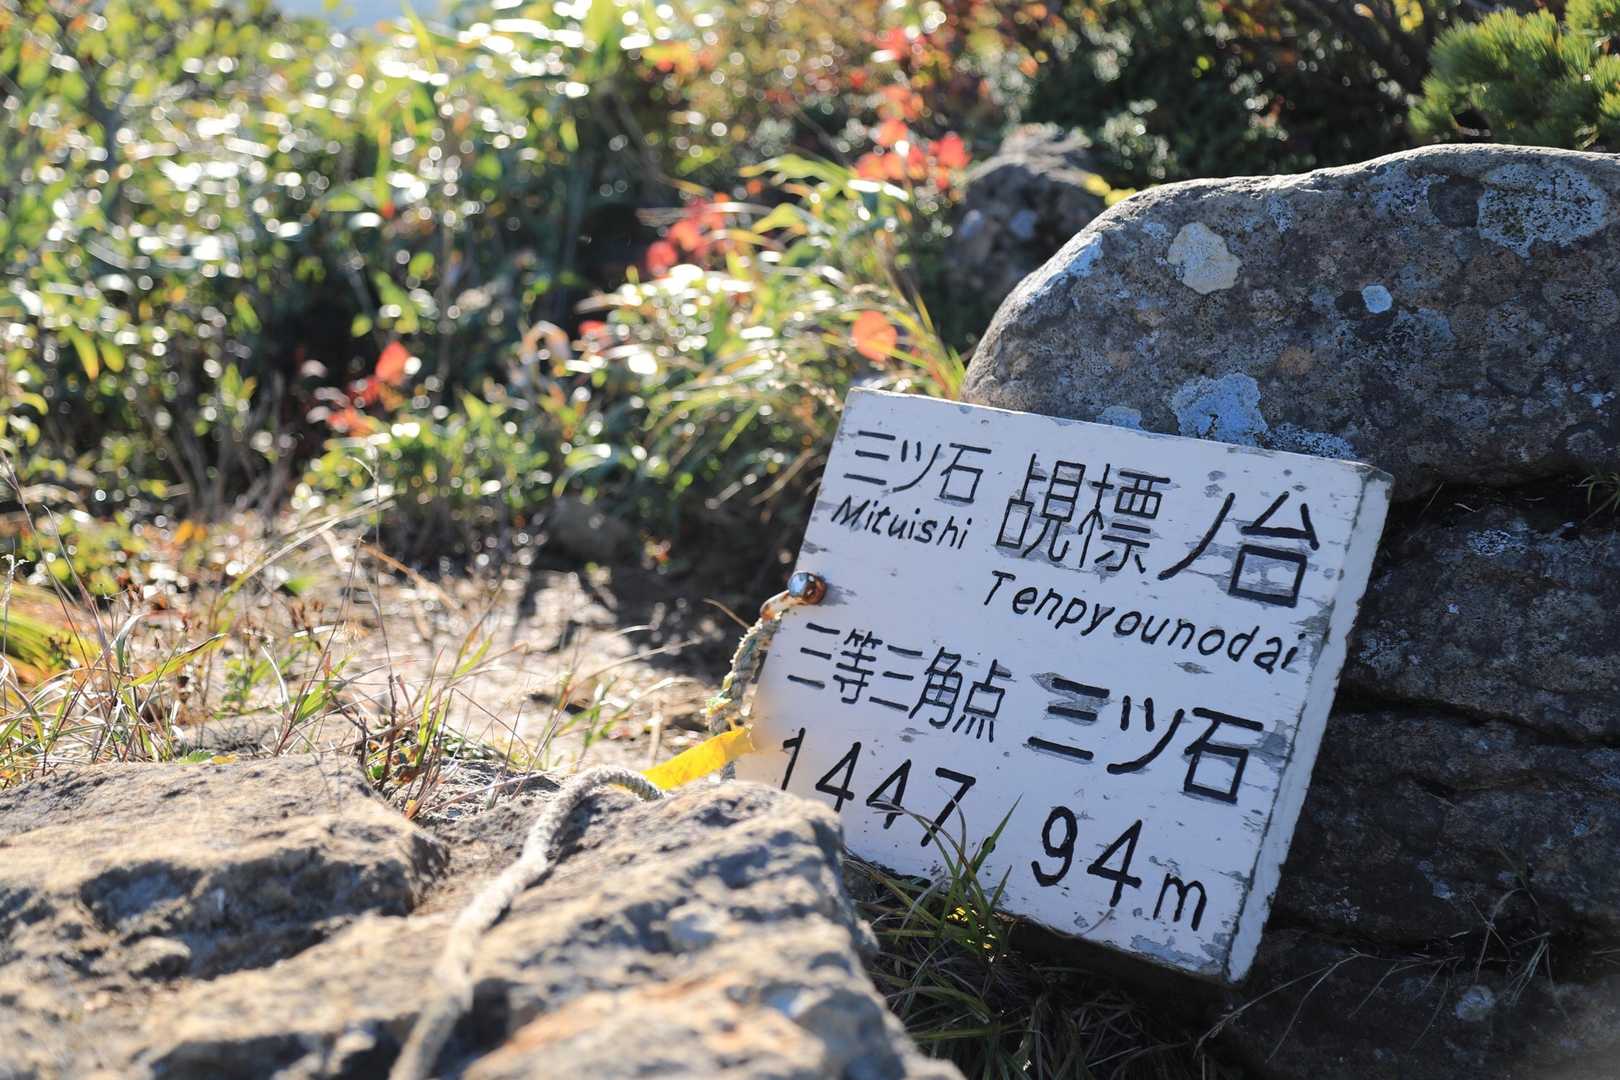 三ツ石 覘標ノ台
Mituishi
Tenpyounodai
三等三角点 三ツ石
1447.94m